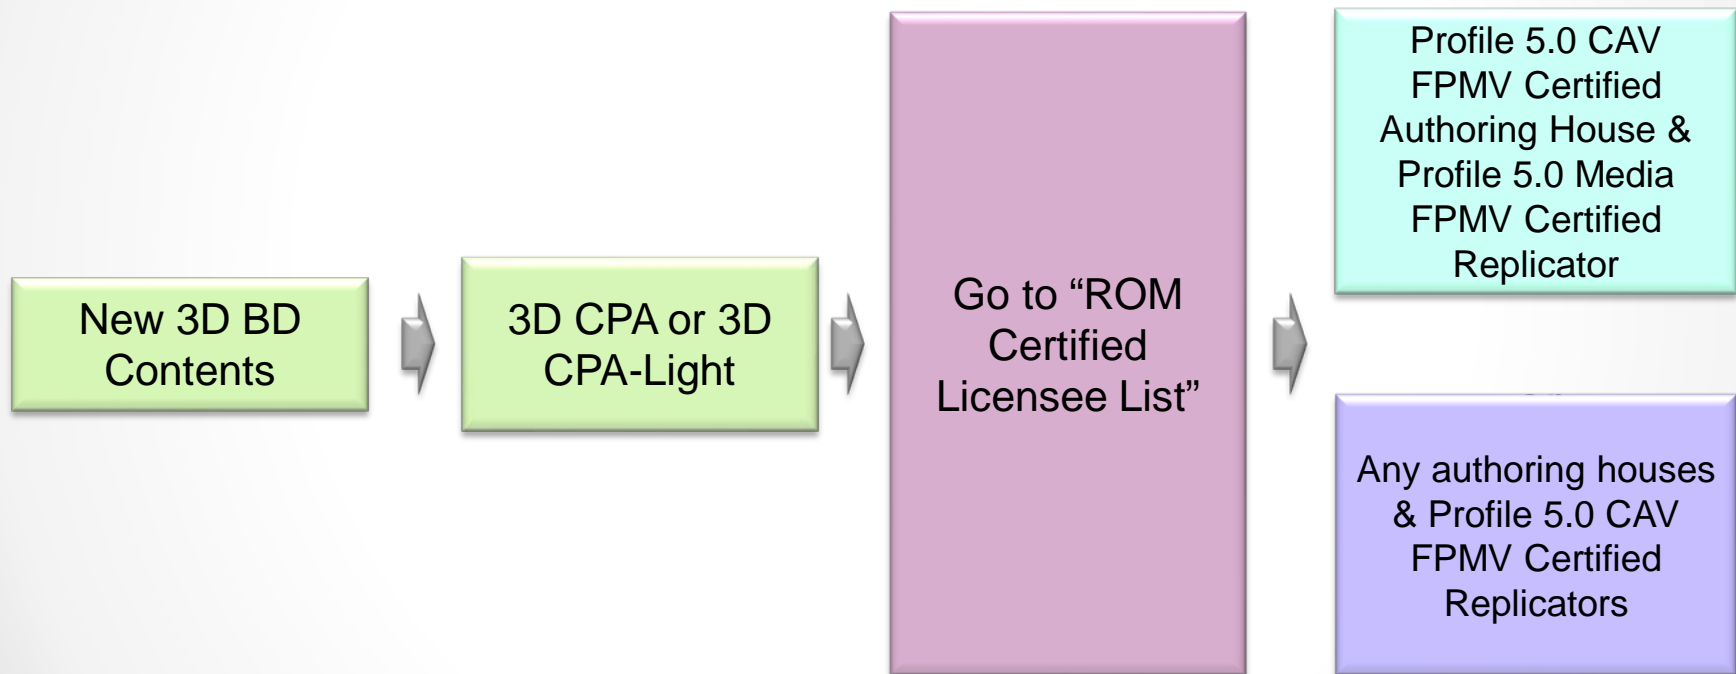 New 3D BD
Contents
3D CPA or 3D
CPA-Light
Go to “ROM
Certified
Licensee List”
Profile 5.0 CAV
FPMV Certified
Authoring House &
Profile 5.0 Media
FPMV Certified
Replicator
Any authoring houses
& Profile 5.0 CAV
FPMV Certified
Replicators